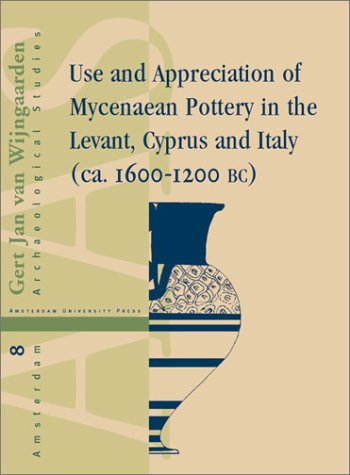 Use and Appreciation of
Mycenaean Pottery in the
Levant, Cyprus and Italy
(ca. 1600-1200 BC)
Gert Jan van Wijngaarden
Amsterdam Archaeological Studies 8
AMSTERDAM UNIVERSITY PRESS
AAS